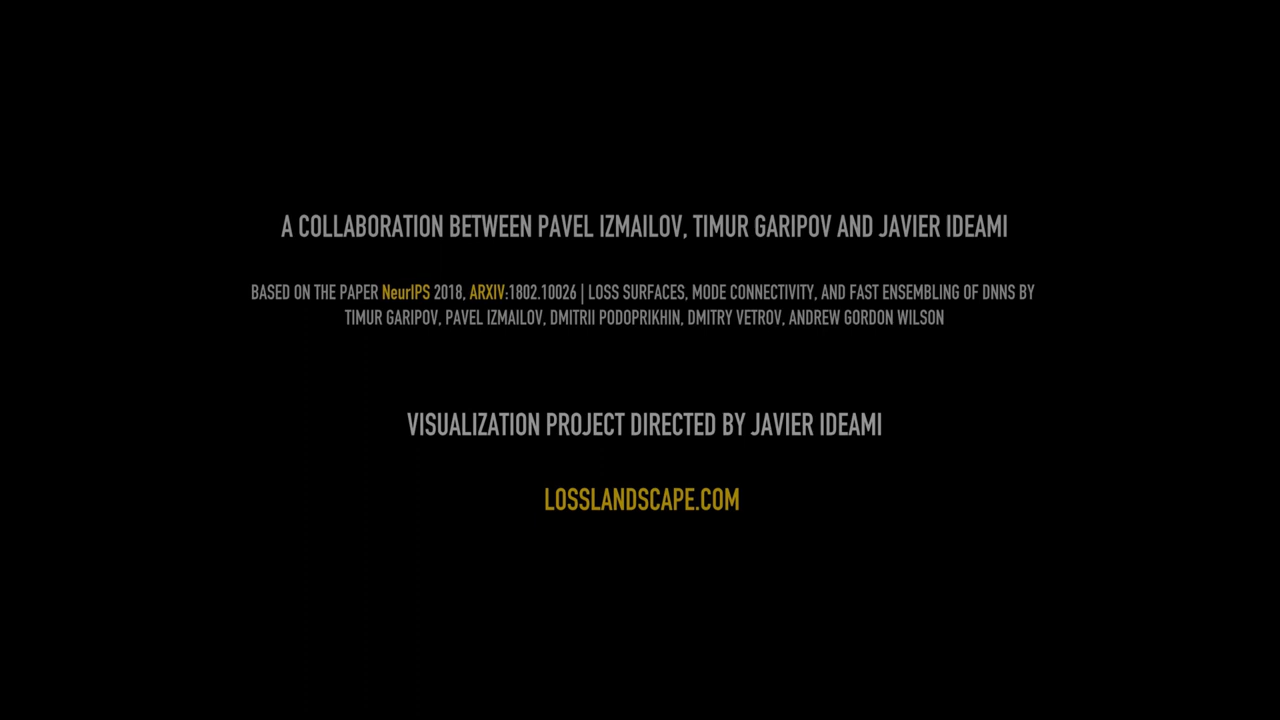 A COLLABORATION BETWEEN PAVEL IZMAILOV, TIMUR GARIPOV AND JAVIER IDEAMI
BASED ON THE PAPER NeurIPS 2018, ARXIV:1802.10026 | LOSS SURFACES, MODE CONNECTIVITY, AND FAST ENSEMBLING OF DNNS BY
TIMUR GARIPOV, PAVEL IZMAILOV, DMITRII PODOPRIKHIN, DMITRY VETROV, ANDREW GORDON WILSON
VISUALIZATION PROJECT DIRECTED BY JAVIER IDEAMI
LOSSLANDSCAPE.COM